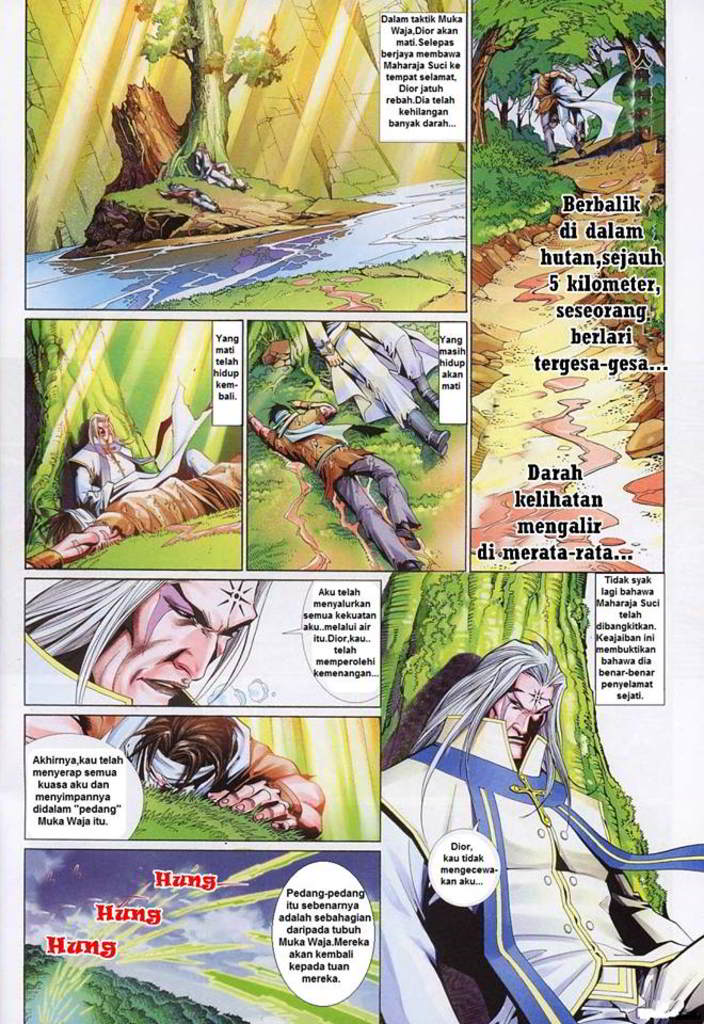 Dalam taktik Muka
Waja,Dior akan
mati.Selepas
berjaya membawa
Maharaja Suci ke
tempat selamat,
Dior jatuh
rebah.Dia telah
kehilangan
banyak darah...
Berbalik
di dalam
hutan,sejauh
5 kilometer,
seseorang
berlari
tergesa-gesa...
Darah
kelihatan
mengalir
di merata-rata...
Yang
mati
telah
hidup
kem-
bali.
Yang
masih
hidup
akan
mati
Aku telah
menyalurkan
semua kekuatan
aku..melalui air
itu.Dior,kau..
telah
memperolehi
kemenangan...
Tidak syak
lagi bahawa
Maharaja Suci
telah
dibangkitkan.
Keajaiban ini
membuktikan
bahawa dia
benar-benar
penyelamat
sejati.
Akhirnya,kau telah
menyerap semua
kuasa aku dan
menyimpannya
didalam "pedang"
Muka Waja itu.
Dior,
kau tidak
mengecewa-
kan aku...
Hung
Hung
Hung
Pedang-pedang
itu sebenarnya
adalah sebahagian
daripada tubuh
Muka Waja.Mereka
akan kembali
kepada tuan
mereka.